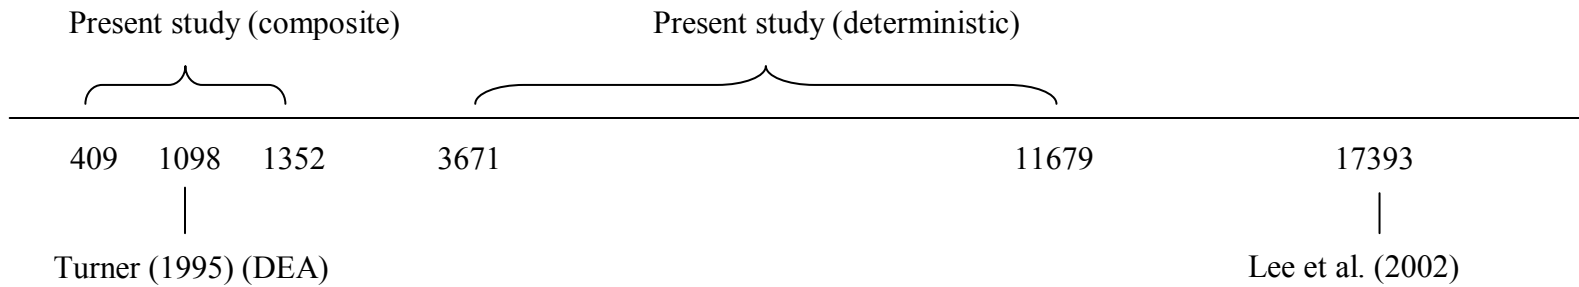 Present study (composite) Present study (deterministic)
409 1098 1352 3671 11679 17393
Turner (1995) (DEA) Lee et al. (2002)